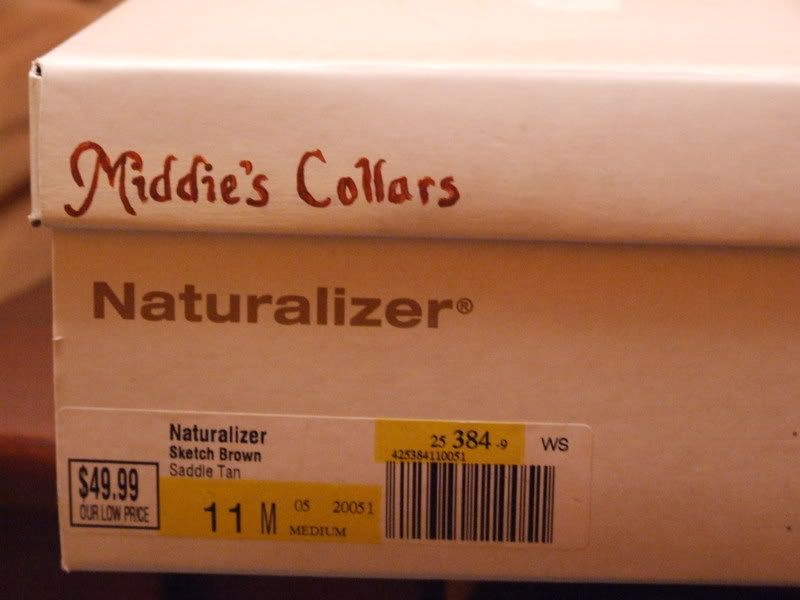 Middie's Collars
Naturalizer®
Naturalizer
Sketch Brown
Saddle Tan
$49.99
OUR LOW PRICE
11 M 05 20051
MEDIUM
25 384 -9 WS
425384110051